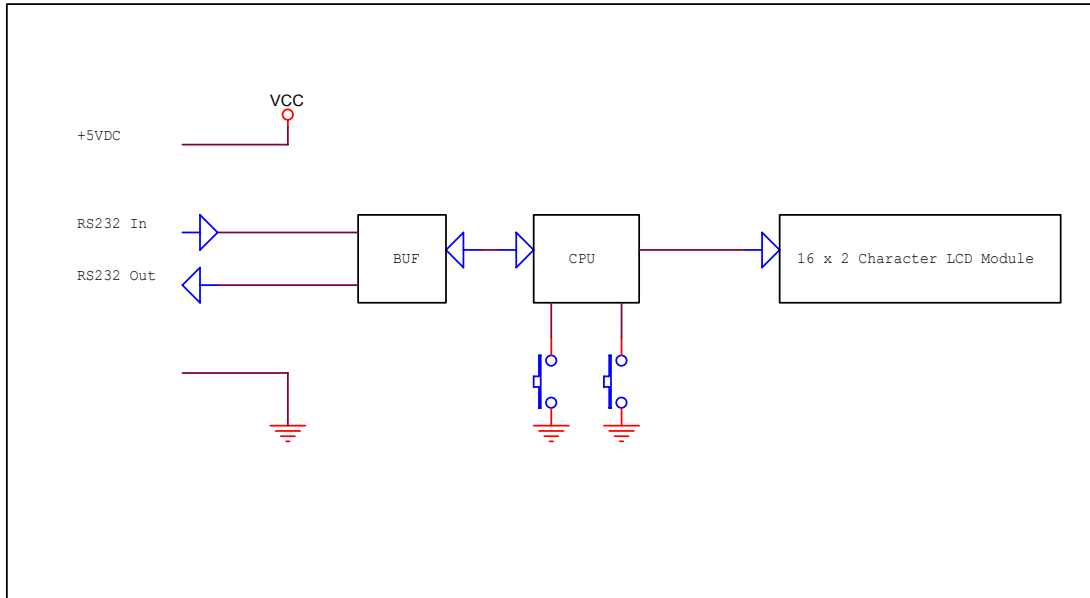 VCC
+5VDC
RS232 In
RS232 Out
BUF
CPU
16 x 2 Character LCD Module